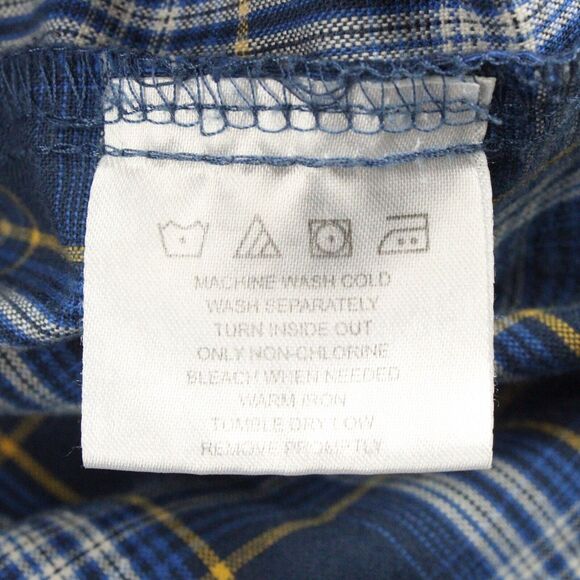 MACHINE WASH COLD
WASH SEPARATELY
TURN INSIDE OUT
ONLY NON-CHLORINE
BLEACH WHEN NEEDED
WARM IRON
TUMBLE DRY LOW
REMOVE PROMPTLY